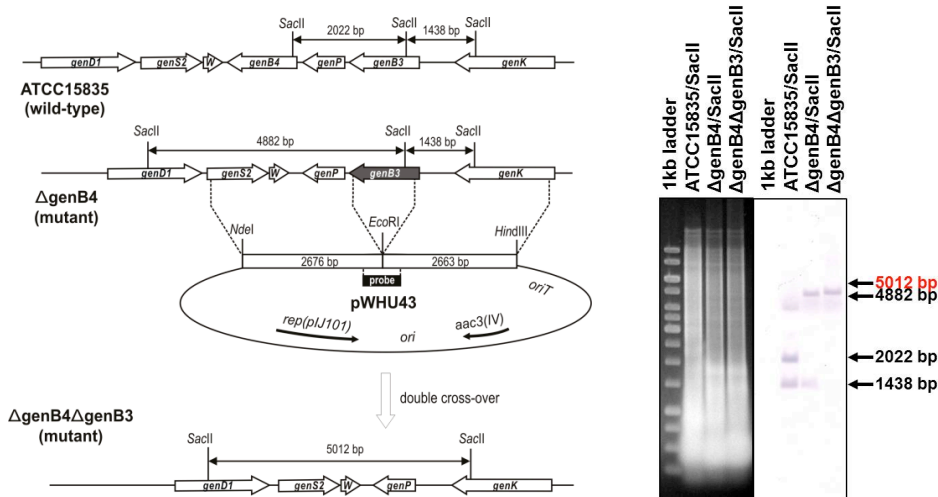 SacII SacII SacII
2022 bp 1438 bp
genD1 genS2 W genB4 genP genB3 genK
ATCC15835
(wild-type)
SacII SacII SacII
4882 bp 1438 bp
genD1 genS2 W genP genB3 genK
ΔgenB4
(mutant)
NdeI EcoRI HindIII
2676 bp 2663 bp
probe
oriT
pWHU43
rep(pIJ101) ori aac3(IV)
double cross-over
ΔgenB4ΔgenB3
(mutant)
SacII SacII
5012 bp
genD1 genS2 W genP genK
1kb ladder
ATCC15835/SacII
ΔgenB4/SacII
ΔgenB4ΔgenB3/SacII
1kb ladder
ATCC15835/SacII
ΔgenB4/SacII
ΔgenB4ΔgenB3/SacII
5012 bp
4882 bp
2022 bp
1438 bp